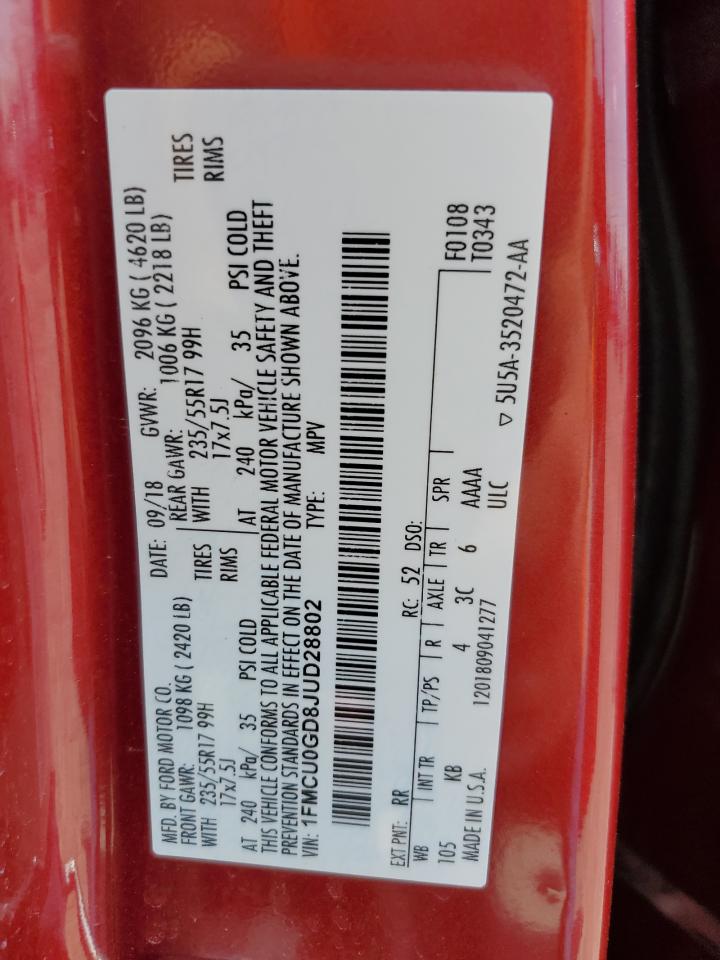 MFD. BY FORD MOTOR CO. DATE: 09/18 GVWR: 2096 KG ( 4620 LB)
FRONT GAWR: 1098 KG ( 2420 LB) REAR GAWR: 1006 KG ( 2218 LB)
WITH 235/55R17 99H TIRES WITH 235/55R17 99H TIRES
17x7.5J RIMS 17x7.5J RIMS
AT 240 kPa/ 35 PSI COLD AT 240 kPa/ 35 PSI COLD
THIS VEHICLE CONFORMS TO ALL APPLICABLE FEDERAL MOTOR VEHICLE SAFETY AND THEFT
PREVENTION STANDARDS IN EFFECT ON THE DATE OF MANUFACTURE SHOWN ABOVE.
VIN: 1FMCU0GD8JUD28802 TYPE: MPV
EXT PNT: RR RC: 52 DSO: F0108
WB INT TR TP/PS R AXLE TR SPR T0343
105 KB 4 3C 6 AAAA
MADE IN U.S.A. 1201809041277 ULC ▽ 5U5A-3520472-AA